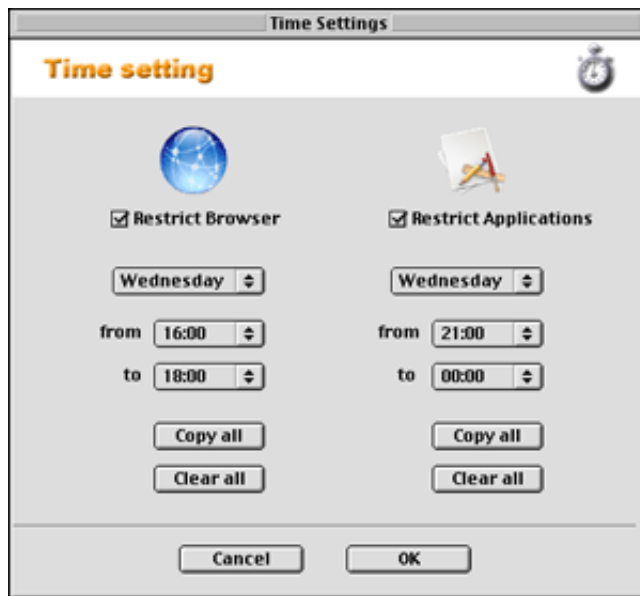 Time Settings
Time setting
Restrict Browser
Restrict Applications
Wednesday
Wednesday
from 16:00
from 21:00
to 18:00
to 00:00
Copy all
Copy all
Clear all
Clear all
Cancel
OK